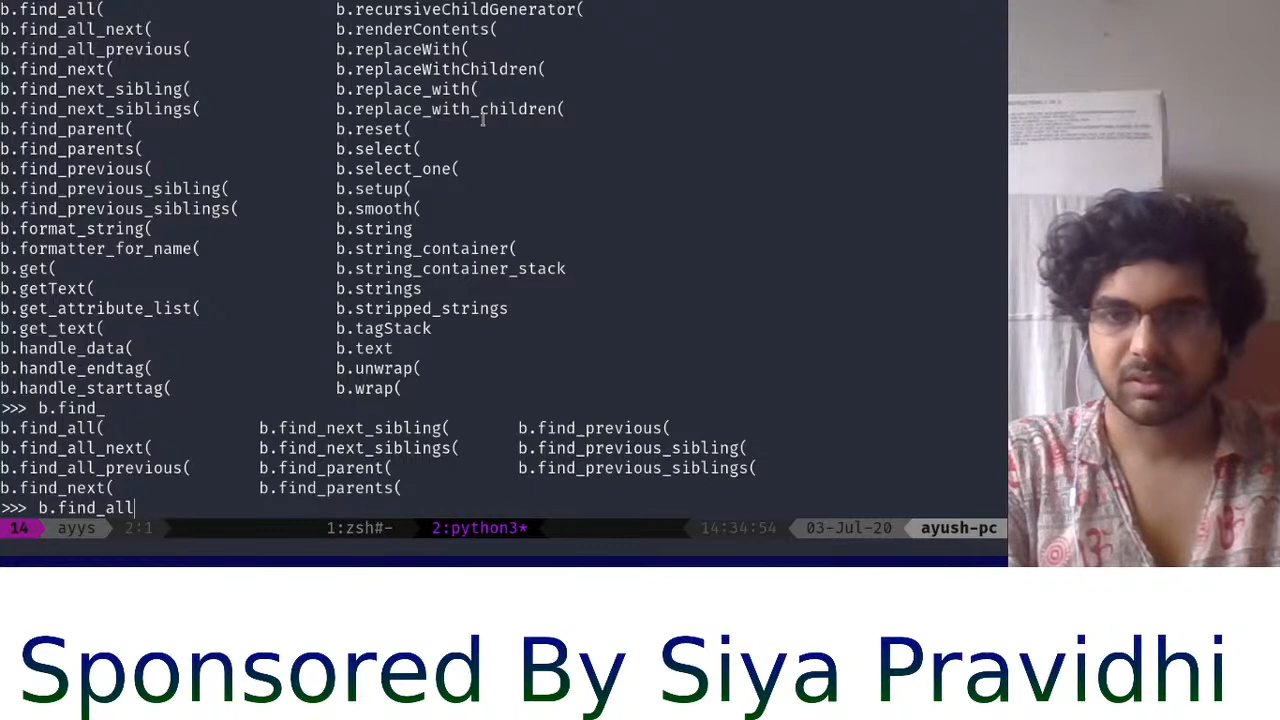 b.find_all( b.recursiveChildGenerator(
b.find_all_next( b.renderContents(
b.find_all_previous( b.replaceWith(
b.find_next( b.replaceWithChildren(
b.find_next_sibling( b.replace_with(
b.find_next_siblings( b.replace_with_children(
b.find_parent( b.reset(
b.find_parents( b.select(
b.find_previous( b.select_one(
b.find_previous_sibling( b.setup(
b.find_previous_siblings( b.smooth(
b.format_string( b.string
b.formatter_for_name( b.string_container(
b.get( b.string_container_stack
b.getText( b.strings
b.get_attribute_list( b.stripped_strings
b.get_text( b.tagStack
b.handle_data( b.text
b.handle_endtag( b.unwrap(
b.handle_starttag( b.wrap(
>>> b.find_
b.find_all( b.find_next_sibling( b.find_previous(
b.find_all_next( b.find_next_siblings( b.find_previous_sibling(
b.find_all_previous( b.find_parent( b.find_previous_siblings(
b.find_next( b.find_parents(
>>> b.find_all
14 ayys 2:1 1:zsh#- 2:python3* 14:34:54 03-Jul-20 ayush-pc
Sponsored By Siya Pravidhi